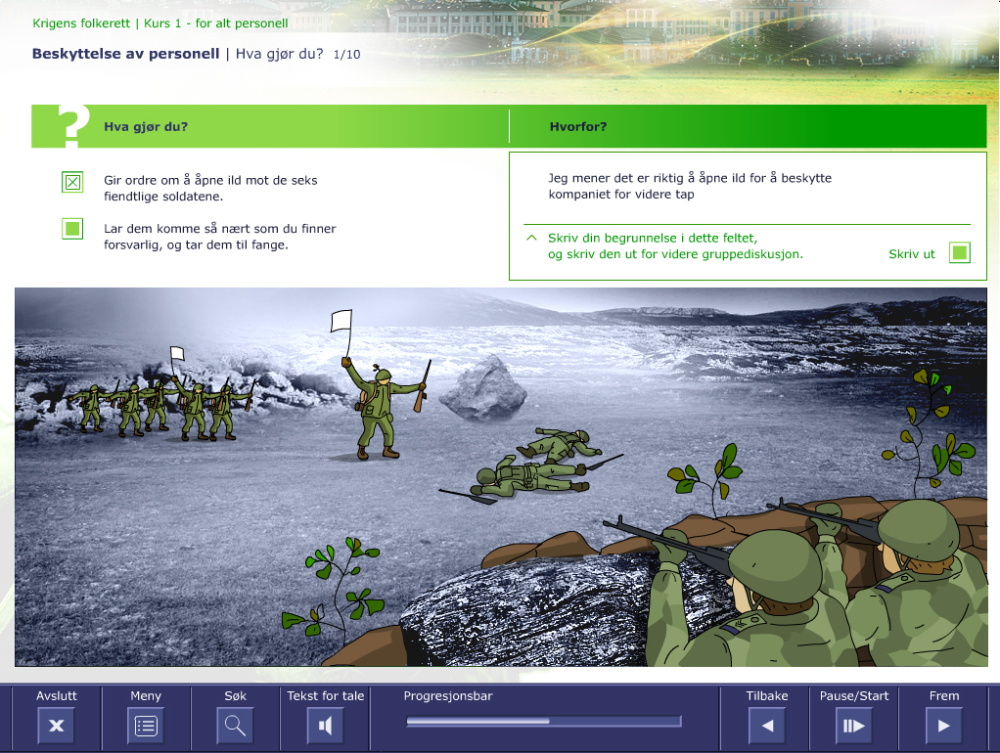 Krigens folkerett | Kurs 1 - for alt personell
Beskyttelse av personell | Hva gjør du? 1/10
? Hva gjør du?
Hvorfor?
Gir ordre om å åpne ild mot de seks
fiendtlige soldatene.
Lar dem komme så nært som du finner
forsvarlig, og tar dem til fange.
Jeg mener det er riktig å åpne ild for å beskytte
kompaniet for videre tap
Skriv din begrunnelse i dette feltet,
og skriv den ut for videre gruppediskusjon.
Skriv ut
Avslutt
Meny
Søk
Tekst for tale
Progresjonsbar
Tilbake
Pause/Start
Frem